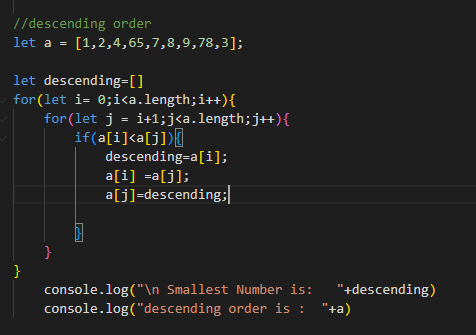 //descending order
let a = [1,2,4,65,7,8,9,78,3];
let descending=[]
for(let i= 0;i<a.length;i++){
for(let j = i+1;j<a.length;j++){
if(a[i]<a[j]){
descending=a[i];
a[i] =a[j];
a[j]=descending;
}
}
}
console.log("\n Smallest Number is:   "+descending)
console.log("descending order is :  "+a)